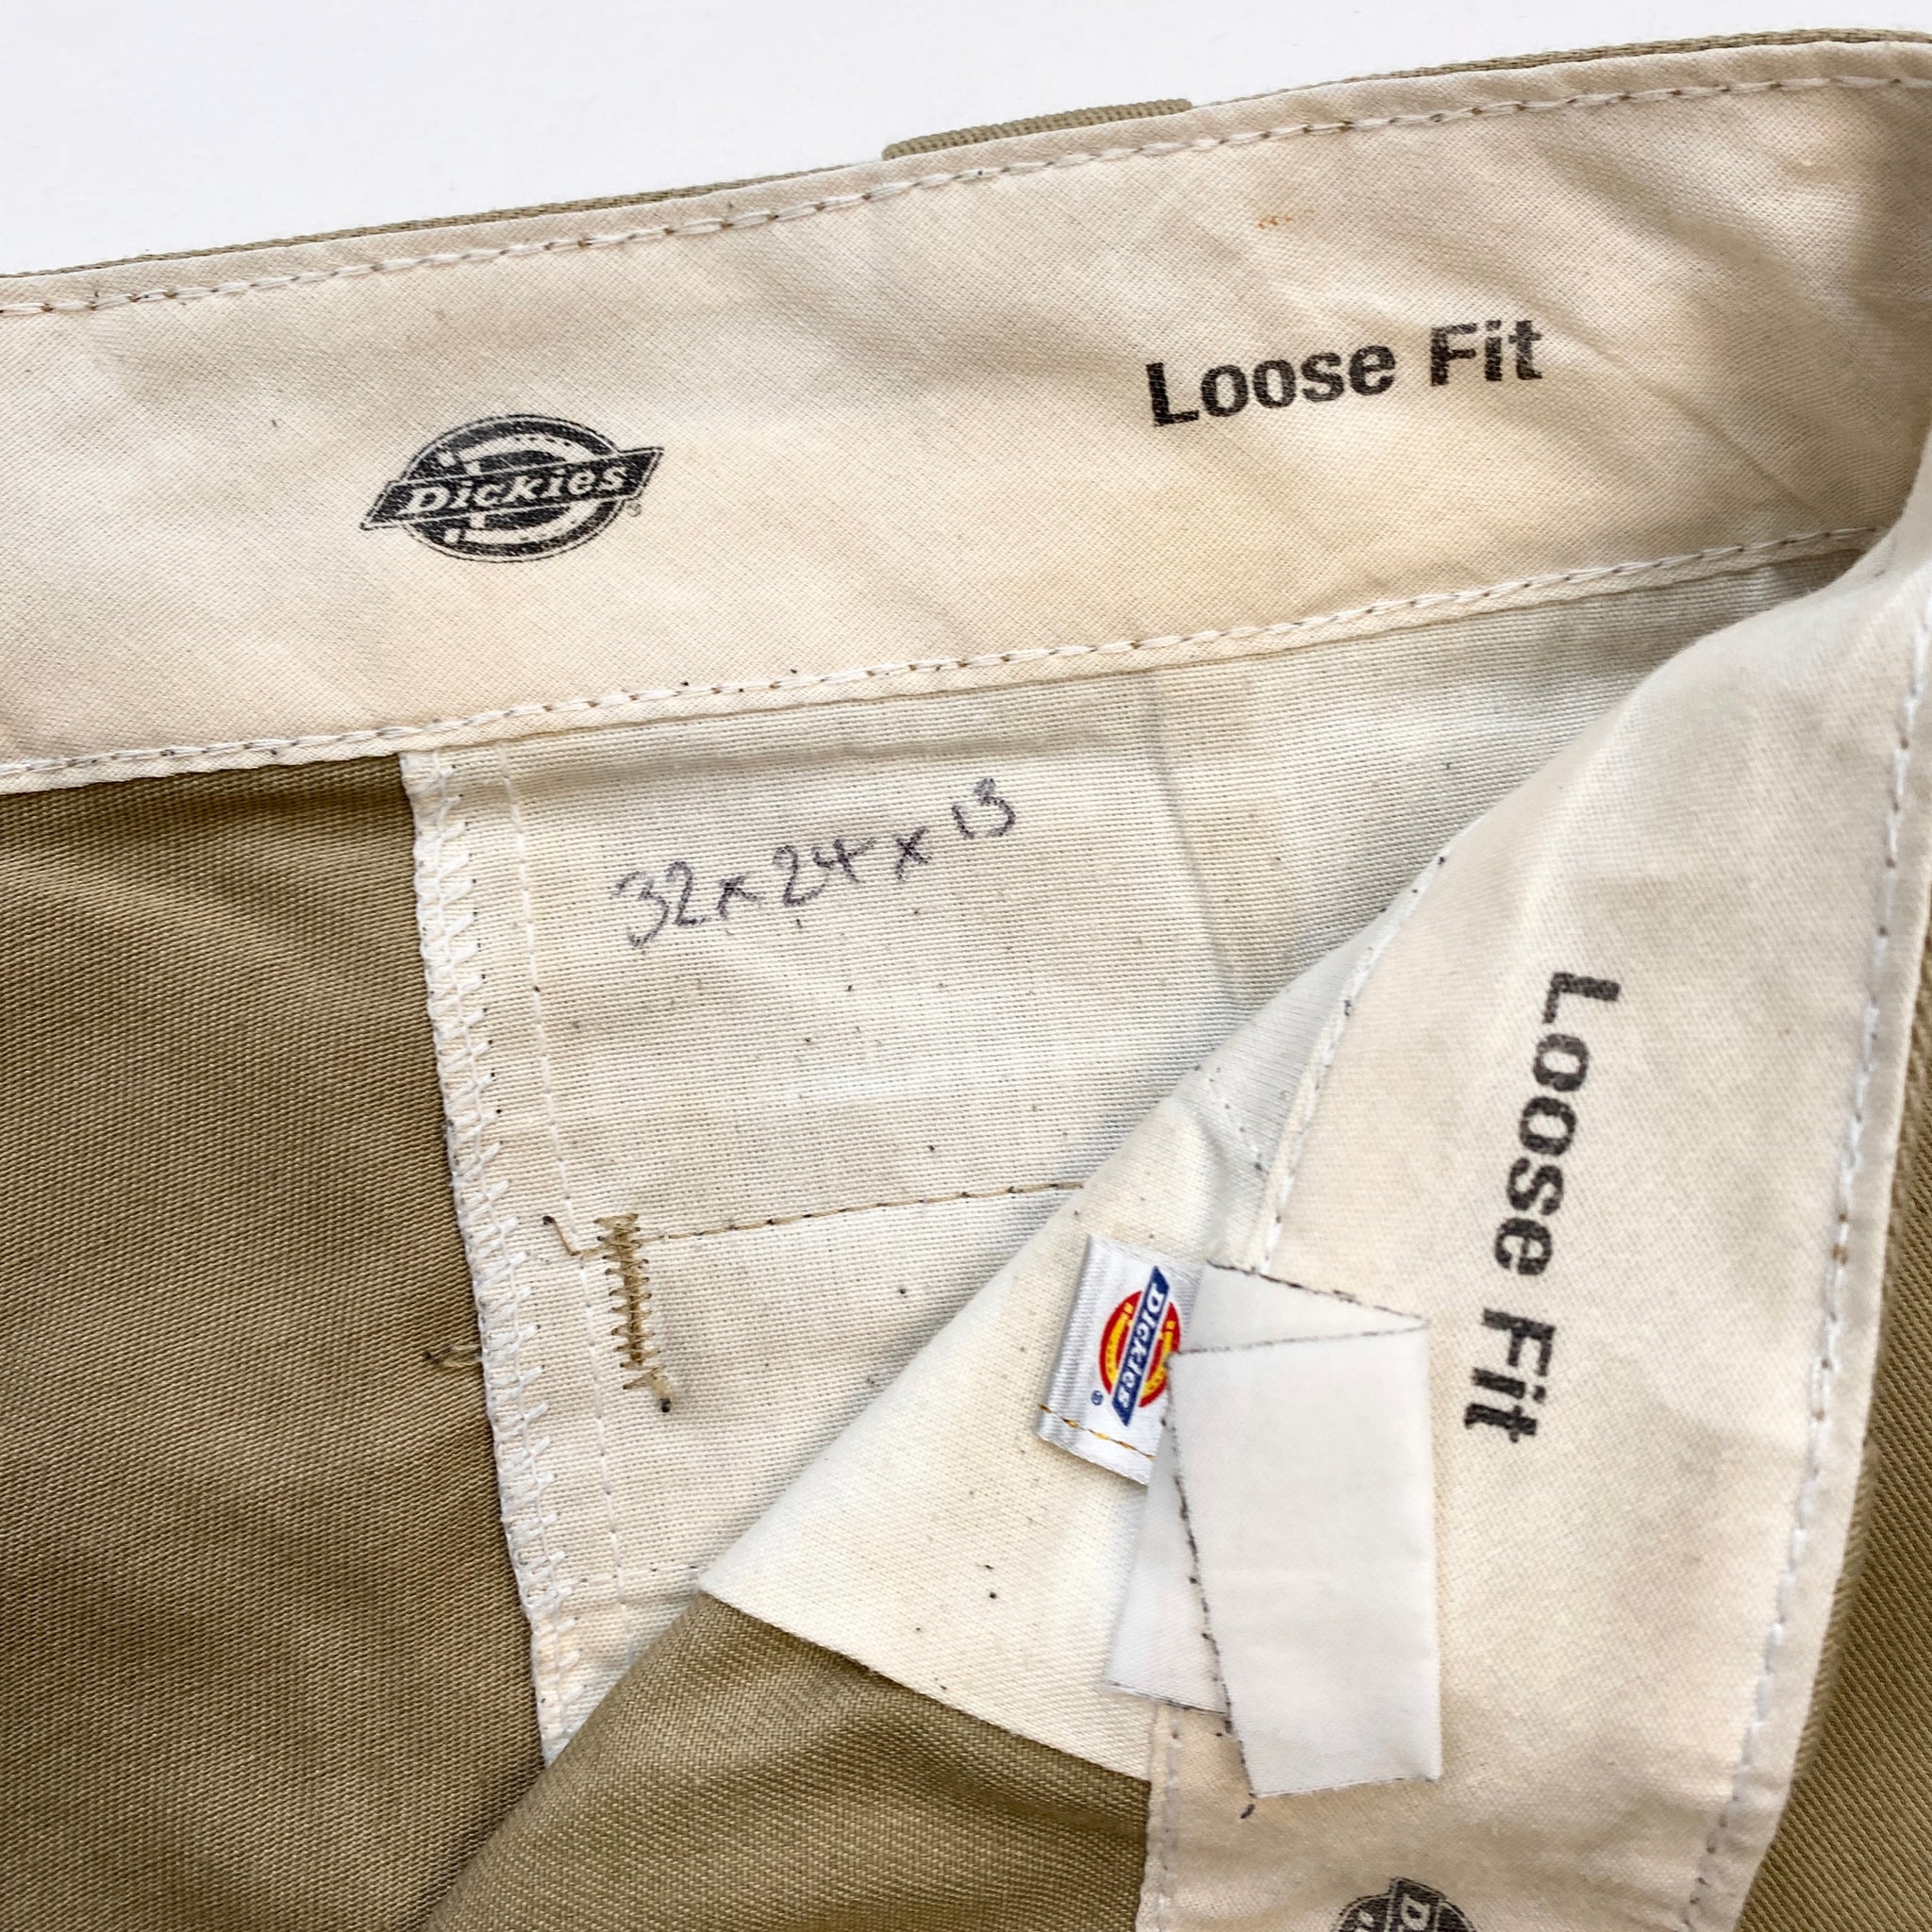 Loose Fit
Dickies
32x24x13
Loose Fit
Dickies